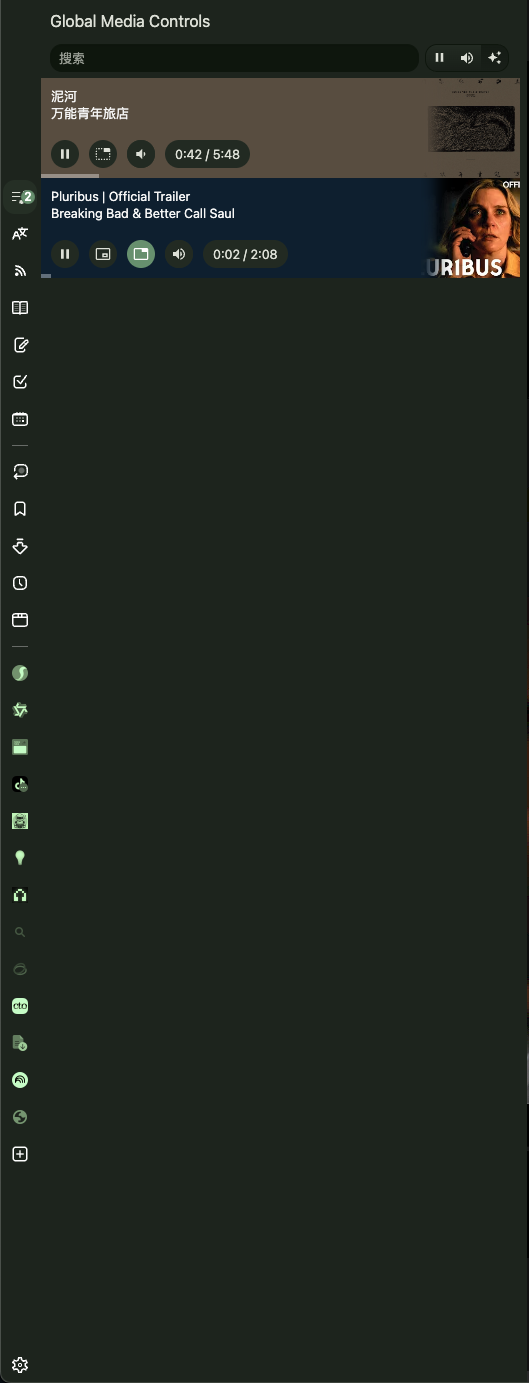 Global Media Controls
搜索
泥河
万能青年旅店
0:42 / 5:48
2
Pluribus | Official Trailer
Breaking Bad & Better Call Saul
OFFI
0:02 / 2:08
URIBUS
cto